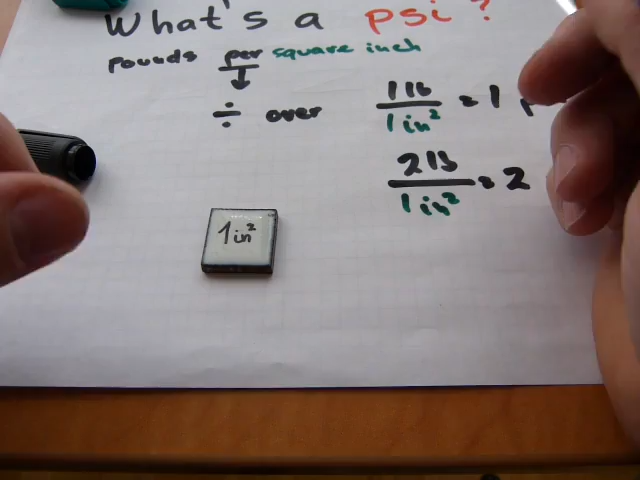 What's a psi?
pounds per square inch
÷ over
1 lb / 1 in² = 1
2 lb / 1 in² = 2
1 in²